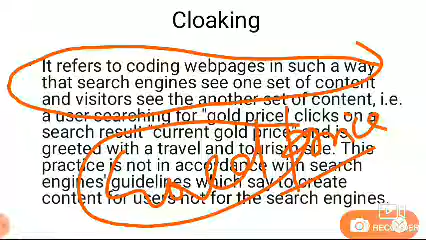 Cloaking
It refers to coding webpages in such a way
that search engines see one set of content
and visitors see the another set of content, i.e.
a user searching for "gold price" clicks on a
search result "current gold price" and is
greeted with a travel and tourism site. This
practice is not in accordance with search
engines' guidelines which say to create
content for users not for the search engines.
RECORDER